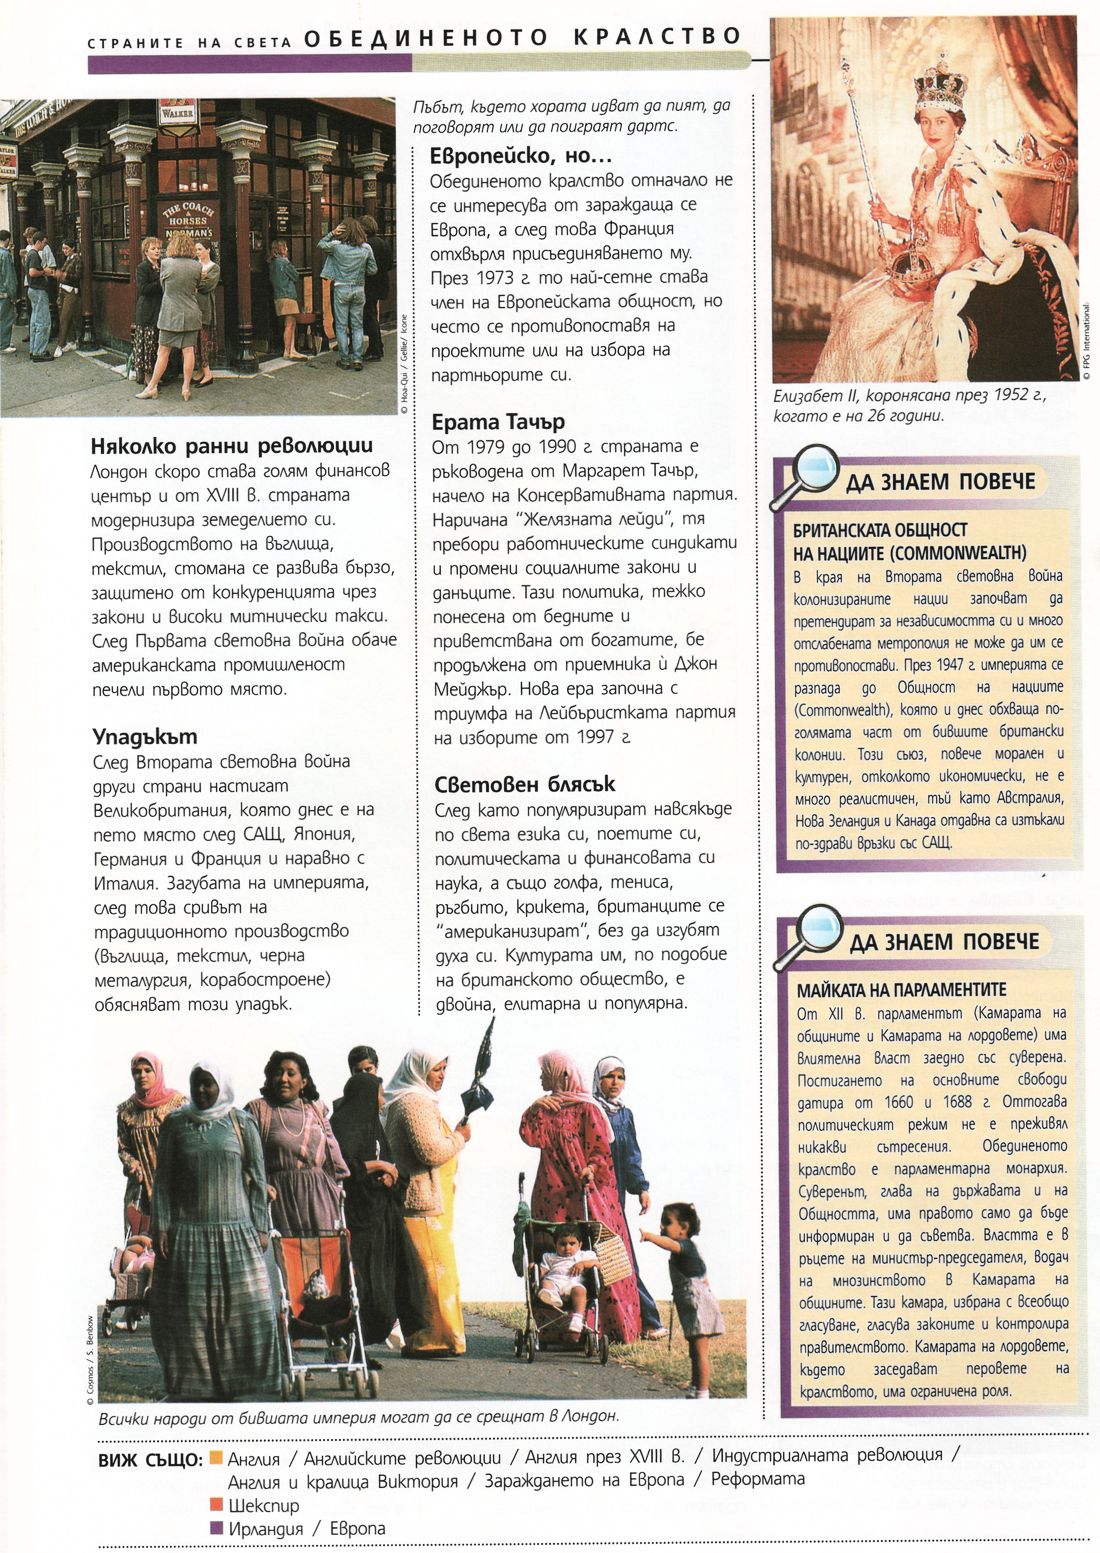 СТРАНИТЕ НА СВЕТА ОБЕДИНЕНОТО КРАЛСТВО
WALKER
THE COACH
& HORSES
NORMAN'S
© Hoa-Qui / Gellie/ Icone
Пъбът, където хората идват да пият, да
поговорят или да поиграят дартс.
Няколко ранни революции
Лондон скоро става голям финансов
център и от XVIII в. страната
модернизира земеделието си.
Производството на въглища,
текстил, стомана се развива бързо,
защитено от конкуренцията чрез
закони и високи митнически такси.
След Първата световна война обаче
американската промишленост
печели първото място.
Упадъкът
След Втората световна война
други страни настигат
Великобритания, която днес е на
пето място след САЩ, Япония,
Германия и Франция и наравно с
Италия. Загубата на империята,
след това сривът на
традиционното производство
(въглища, текстил, черна
металургия, корабостроене)
обясняват този упадък.
Европейско, но...
Обединеното кралство отначало не
се интересува от зараждаща се
Европа, а след това Франция
отхвърля присъединяването му.
През 1973 г. то най-сетне става
член на Европейската общност, но
често се противопоставя на
проектите или на избора на
партньорите си.
Ерата Тачър
От 1979 до 1990 г. страната е
ръководена от Маргарет Тачър,
начело на Консервативната партия.
Наричана “Желязната лейди”, тя
пребори работническите синдикати
и промени социалните закони и
данъците. Тази политика, тежко
понесена от бедните и
приветствана от богатите, бе
продължена от приемника ѝ Джон
Мейджър. Нова ера започна с
триумфа на Лейбъристката партия
на изборите от 1997 г.
Световен блясък
След като популяризират навсякъде
по света езика си, поетите си,
политическата и финансовата си
наука, а също голфа, тениса,
ръгбито, крикета, британците се
“американизират”, без да изгубят
духа си. Културата им, по подобие
на британското общество, е
двойна, елитарна и популярна.
© FPG International
Елизабет II, коронясана през 1952 г.,
когато е на 26 години.
ДА ЗНАЕМ ПОВЕЧЕ
БРИТАНСКАТА ОБЩНОСТ
НА НАЦИИТЕ (COMMONWEALTH)
В края на Втората световна война
колонизираните нации започват да
претендират за независимостта си и много
отслабената метрополия не може да им се
противопостави. През 1947 г. империята се
разпада до Общност на нациите
(Commonwealth), която и днес обхваща по-
голямата част от бившите британски
колонии. Този съюз, повече морален и
културен, отколкото икономически, не е
много реалистичен, тъй като Австралия,
Нова Зеландия и Канада отдавна са изтъкали
по-здрави връзки със САЩ.
ДА ЗНАЕМ ПОВЕЧЕ
МАЙКАТА НА ПАРЛАМЕНТИТЕ
От XII в. парламентът (Камарата на
общините и Камарата на лордовете) има
влиятелна власт заедно със суверена.
Постигането на основните свободи
датира от 1660 и 1688 г. Оттогава
политическият режим не е преживял
никакви сътресения. Обединеното
кралство е парламентарна монархия.
Суверенът, глава на държавата и на
Общността, има правото само да бъде
информиран и да съветва. Властта е в
ръцете на министър-председателя, водач
на мнозинството в Камарата на
общините. Тази камара, избрана с всеобщо
гласуване, гласува законите и контролира
правителството. Камарата на лордовете,
където заседават перовете на
кралството, има ограничена роля.
© Cosmos / S. Benbow
Всички народи от бившата империя могат да се срещнат в Лондон.
ВИЖ СЪЩО: Англия / Английските революции / Англия през XVIII в. / Индустриалната революция /
Англия и кралица Виктория / Зараждането на Европа / Реформата
Шекспир
Ирландия / Европа